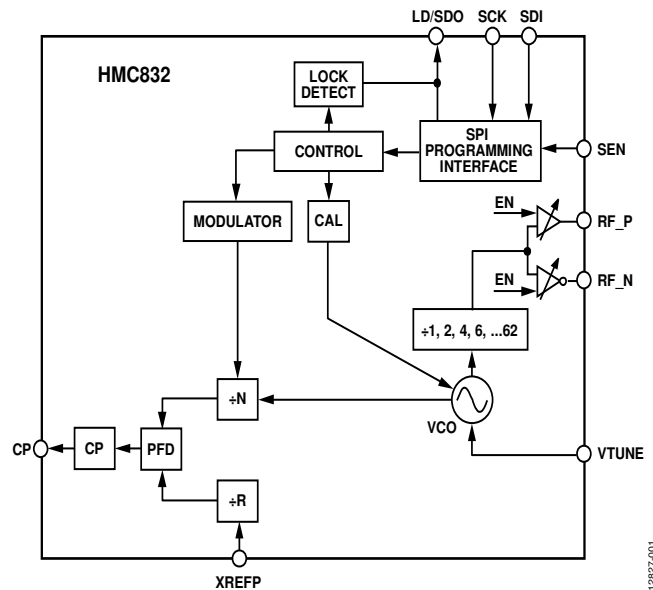 LD/SDO SCK SDI
HMC832
LOCK
DETECT
CONTROL
SPI
PROGRAMMING
INTERFACE
SEN
MODULATOR
CAL
EN
RF_P
EN
RF_N
÷1, 2, 4, 6, ...62
÷N
VCO
CP
CP
PFD
VTUNE
÷R
XREFP
12827-001